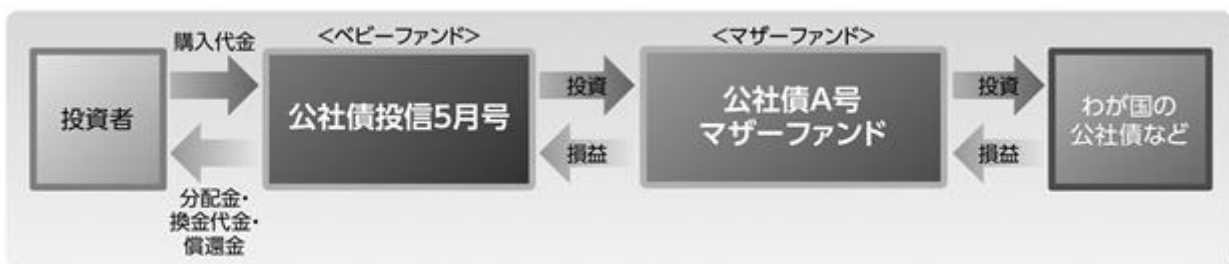 購入代金
<ベビーファンド>
<マザーファンド>
投資者
公社債投信5月号
投資
公社債A号
マザーファンド
投資
わが国の
公社債など
損益
損益
分配金・
換金代金・
償還金